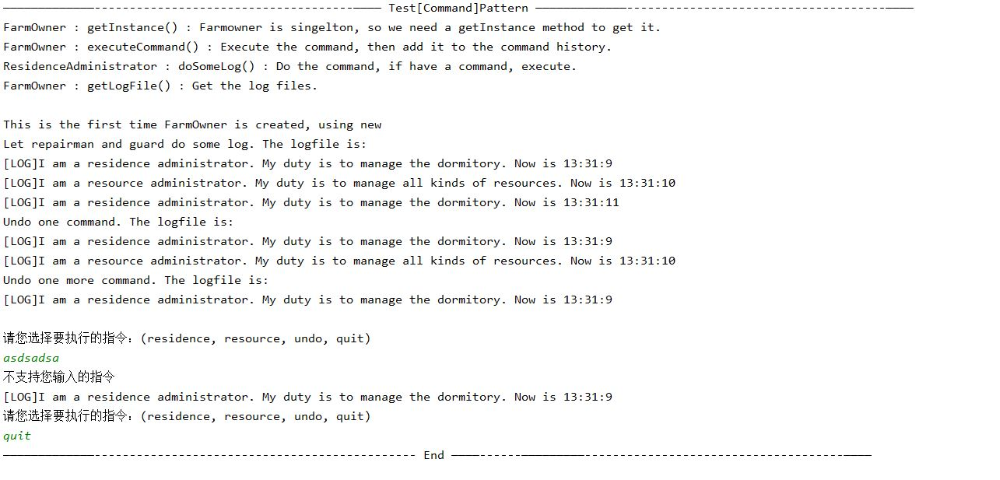 Test[Command]Pattern
FarmOwner : getInstance() : Farmowner is singelton, so we need a getInstance method to get it.
FarmOwner : executeCommand() : Execute the command, then add it to the command history.
ResidenceAdministrator : doSomeLog() : Do the command, if have a command, execute.
FarmOwner : getLogFile() : Get the log files.
This is the first time FarmOwner is created, using new
Let repairman and guard do some log. The logfile is:
[LOG]I am a residence administrator. My duty is to manage the dormitory. Now is 13:31:9
[LOG]I am a resource administrator. My duty is to manage all kinds of resources. Now is 13:31:10
[LOG]I am a residence administrator. My duty is to manage the dormitory. Now is 13:31:11
Undo one command. The logfile is:
[LOG]I am a residence administrator. My duty is to manage the dormitory. Now is 13:31:9
[LOG]I am a resource administrator. My duty is to manage all kinds of resources. Now is 13:31:10
Undo one more command. The logfile is:
[LOG]I am a residence administrator. My duty is to manage the dormitory. Now is 13:31:9
请您选择要执行的指令：(residence, resource, undo, quit)
asdsadsa
不支持您输入的指令
[LOG]I am a residence administrator. My duty is to manage the dormitory. Now is 13:31:9
请您选择要执行的指令：(residence, resource, undo, quit)
quit
End